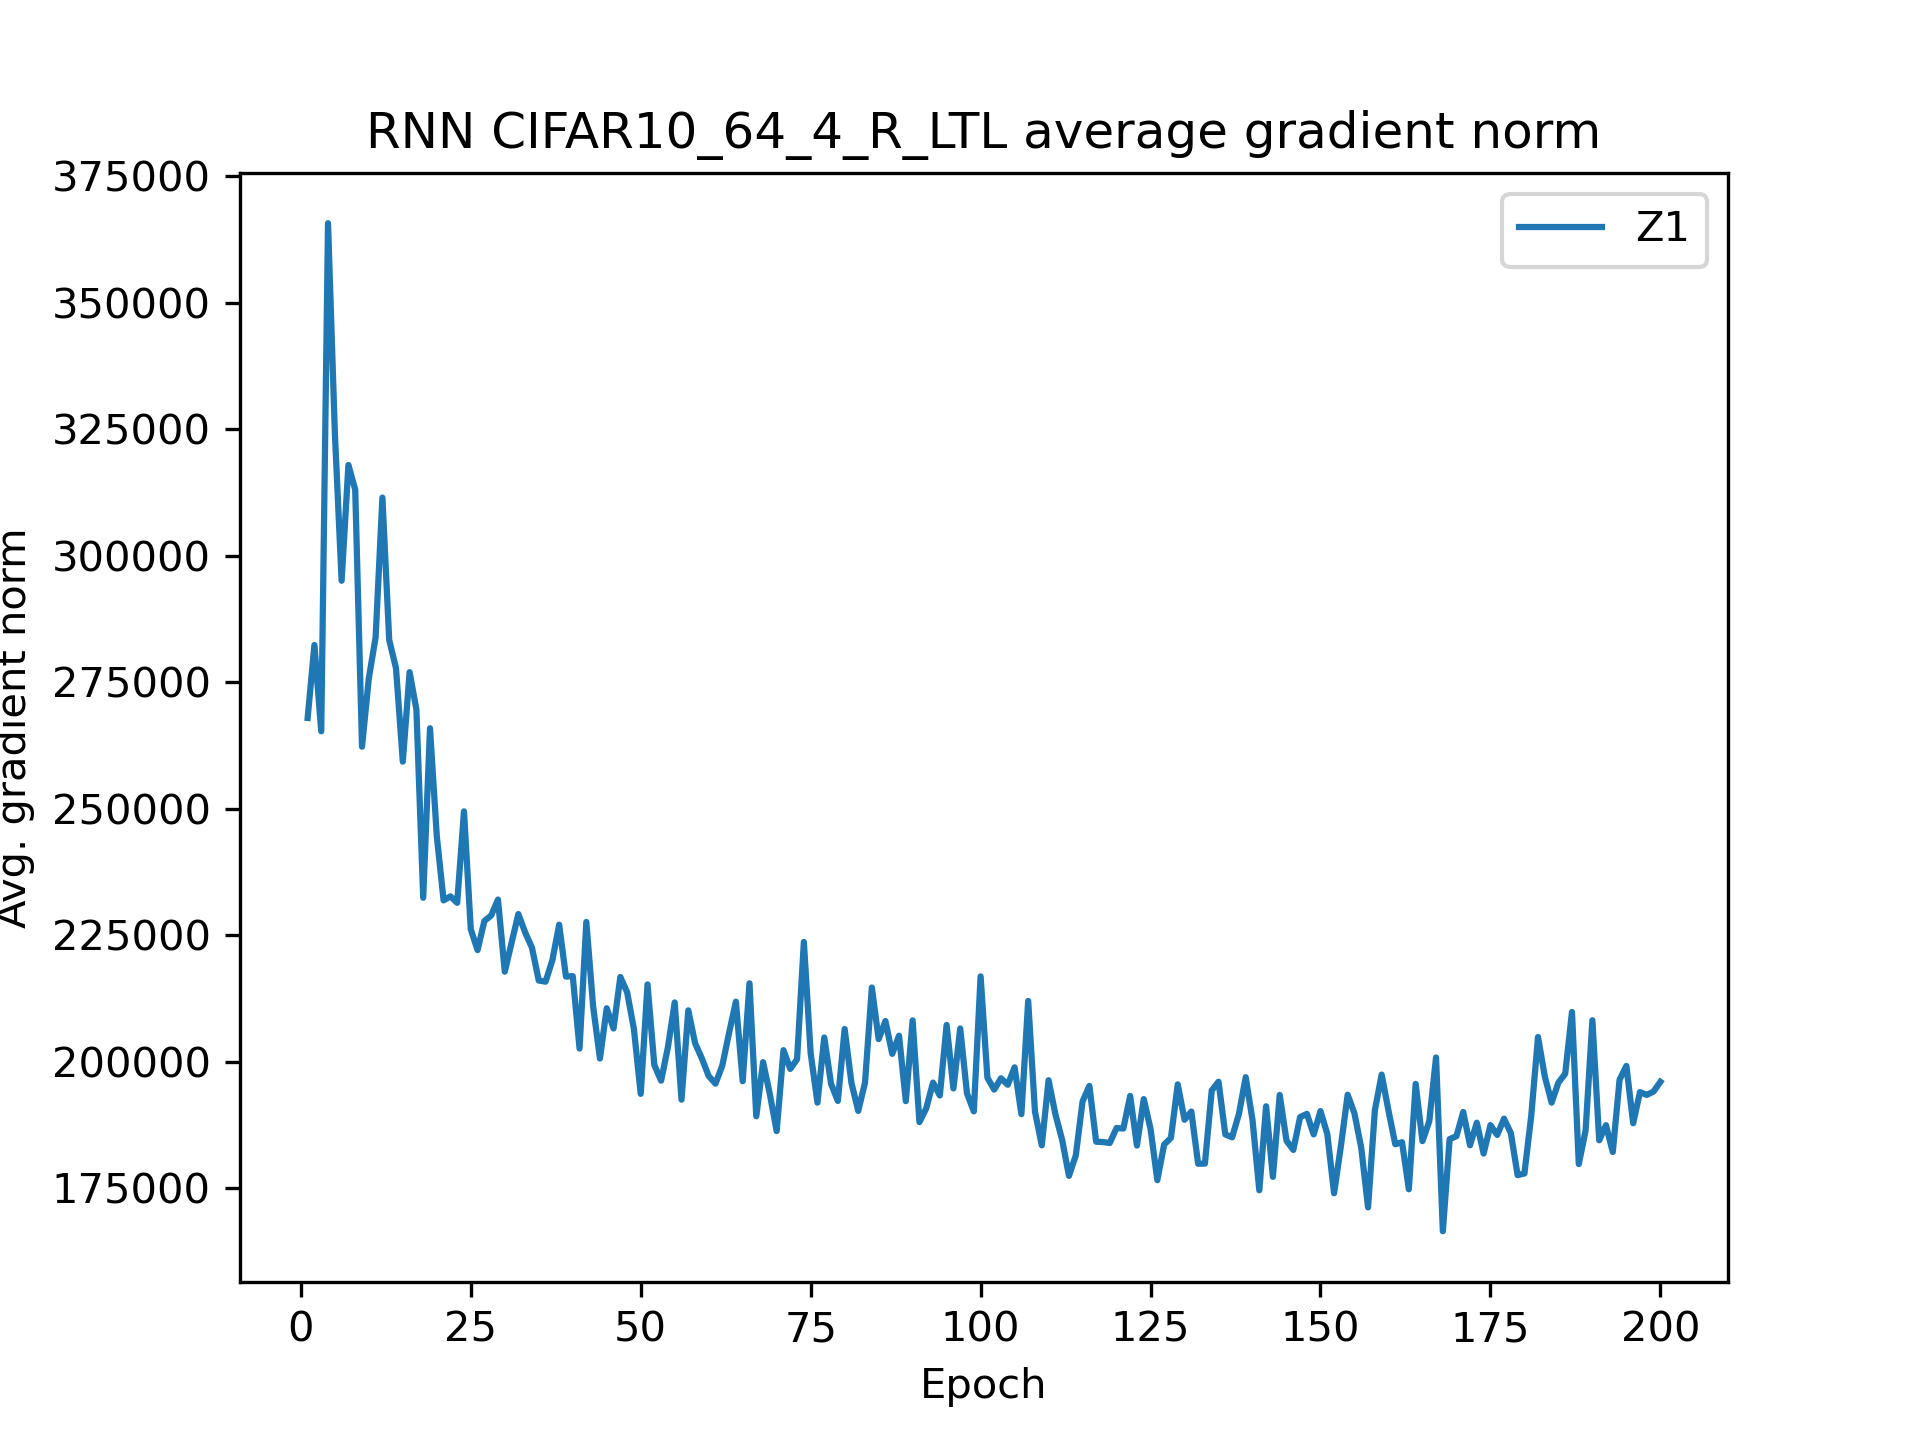 RNN CIFAR10_64_4_R_LTL average gradient norm
Z1
375000
350000
325000
300000
275000
250000
225000
200000
175000
Avg. gradient norm
0 25 50 75 100 125 150 175 200
Epoch